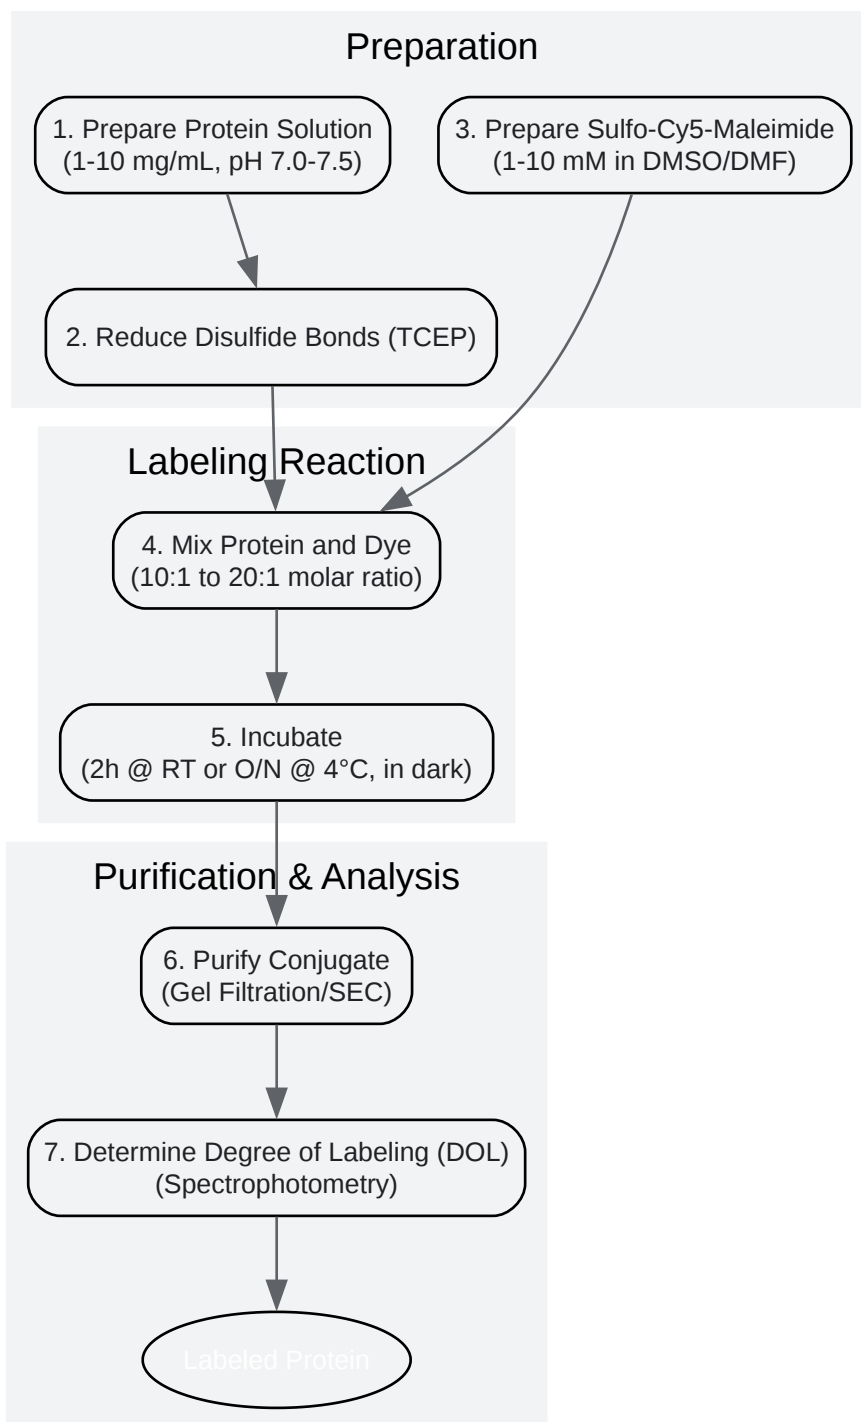 Preparation
1. Prepare Protein Solution
(1-10 mg/mL, pH 7.0-7.5)
3. Prepare Sulfo-Cy5-Maleimide
(1-10 mM in DMSO/DMF)
2. Reduce Disulfide Bonds (TCEP)
Labeling Reaction
4. Mix Protein and Dye
(10:1 to 20:1 molar ratio)
5. Incubate
(2h @ RT or O/N @ 4°C, in dark)
Purification & Analysis
6. Purify Conjugate
(Gel Filtration/SEC)
7. Determine Degree of Labeling (DOL)
(Spectrophotometry)
Labeled Protein